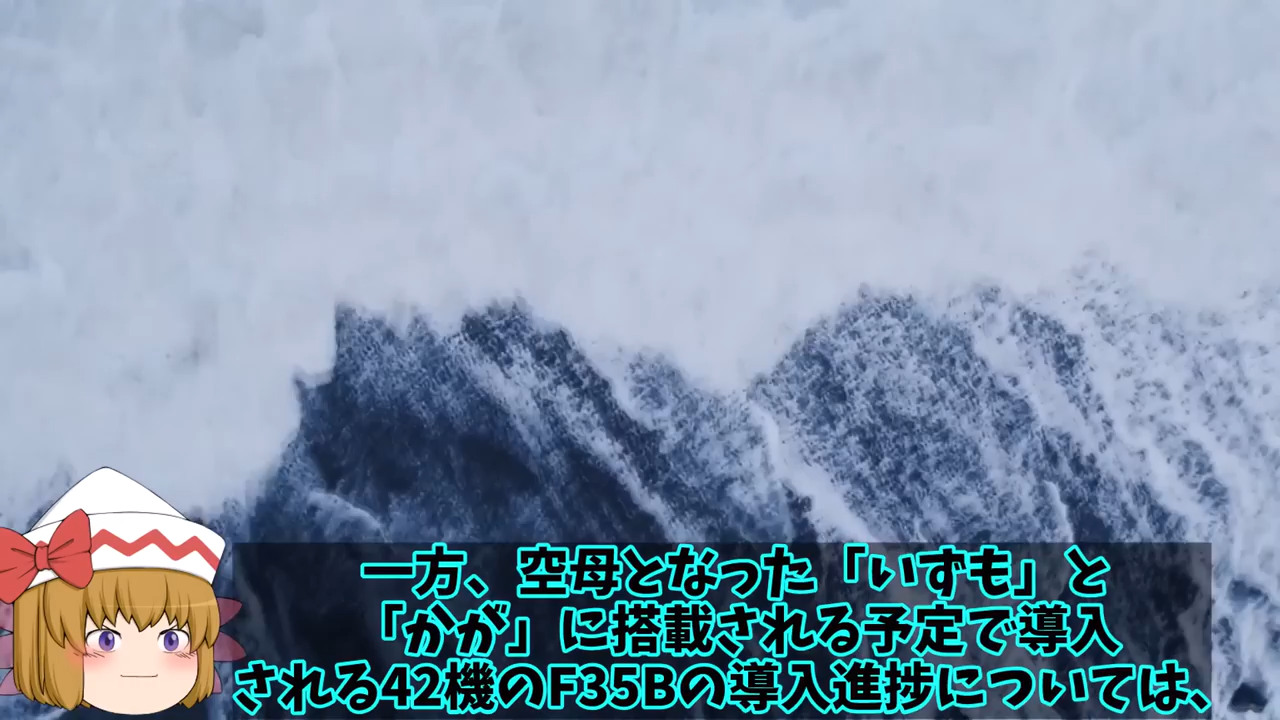 一方、空母となった「いずも」と
「かが」に搭載される予定で導入
される42機のF35Bの導入進捗については、